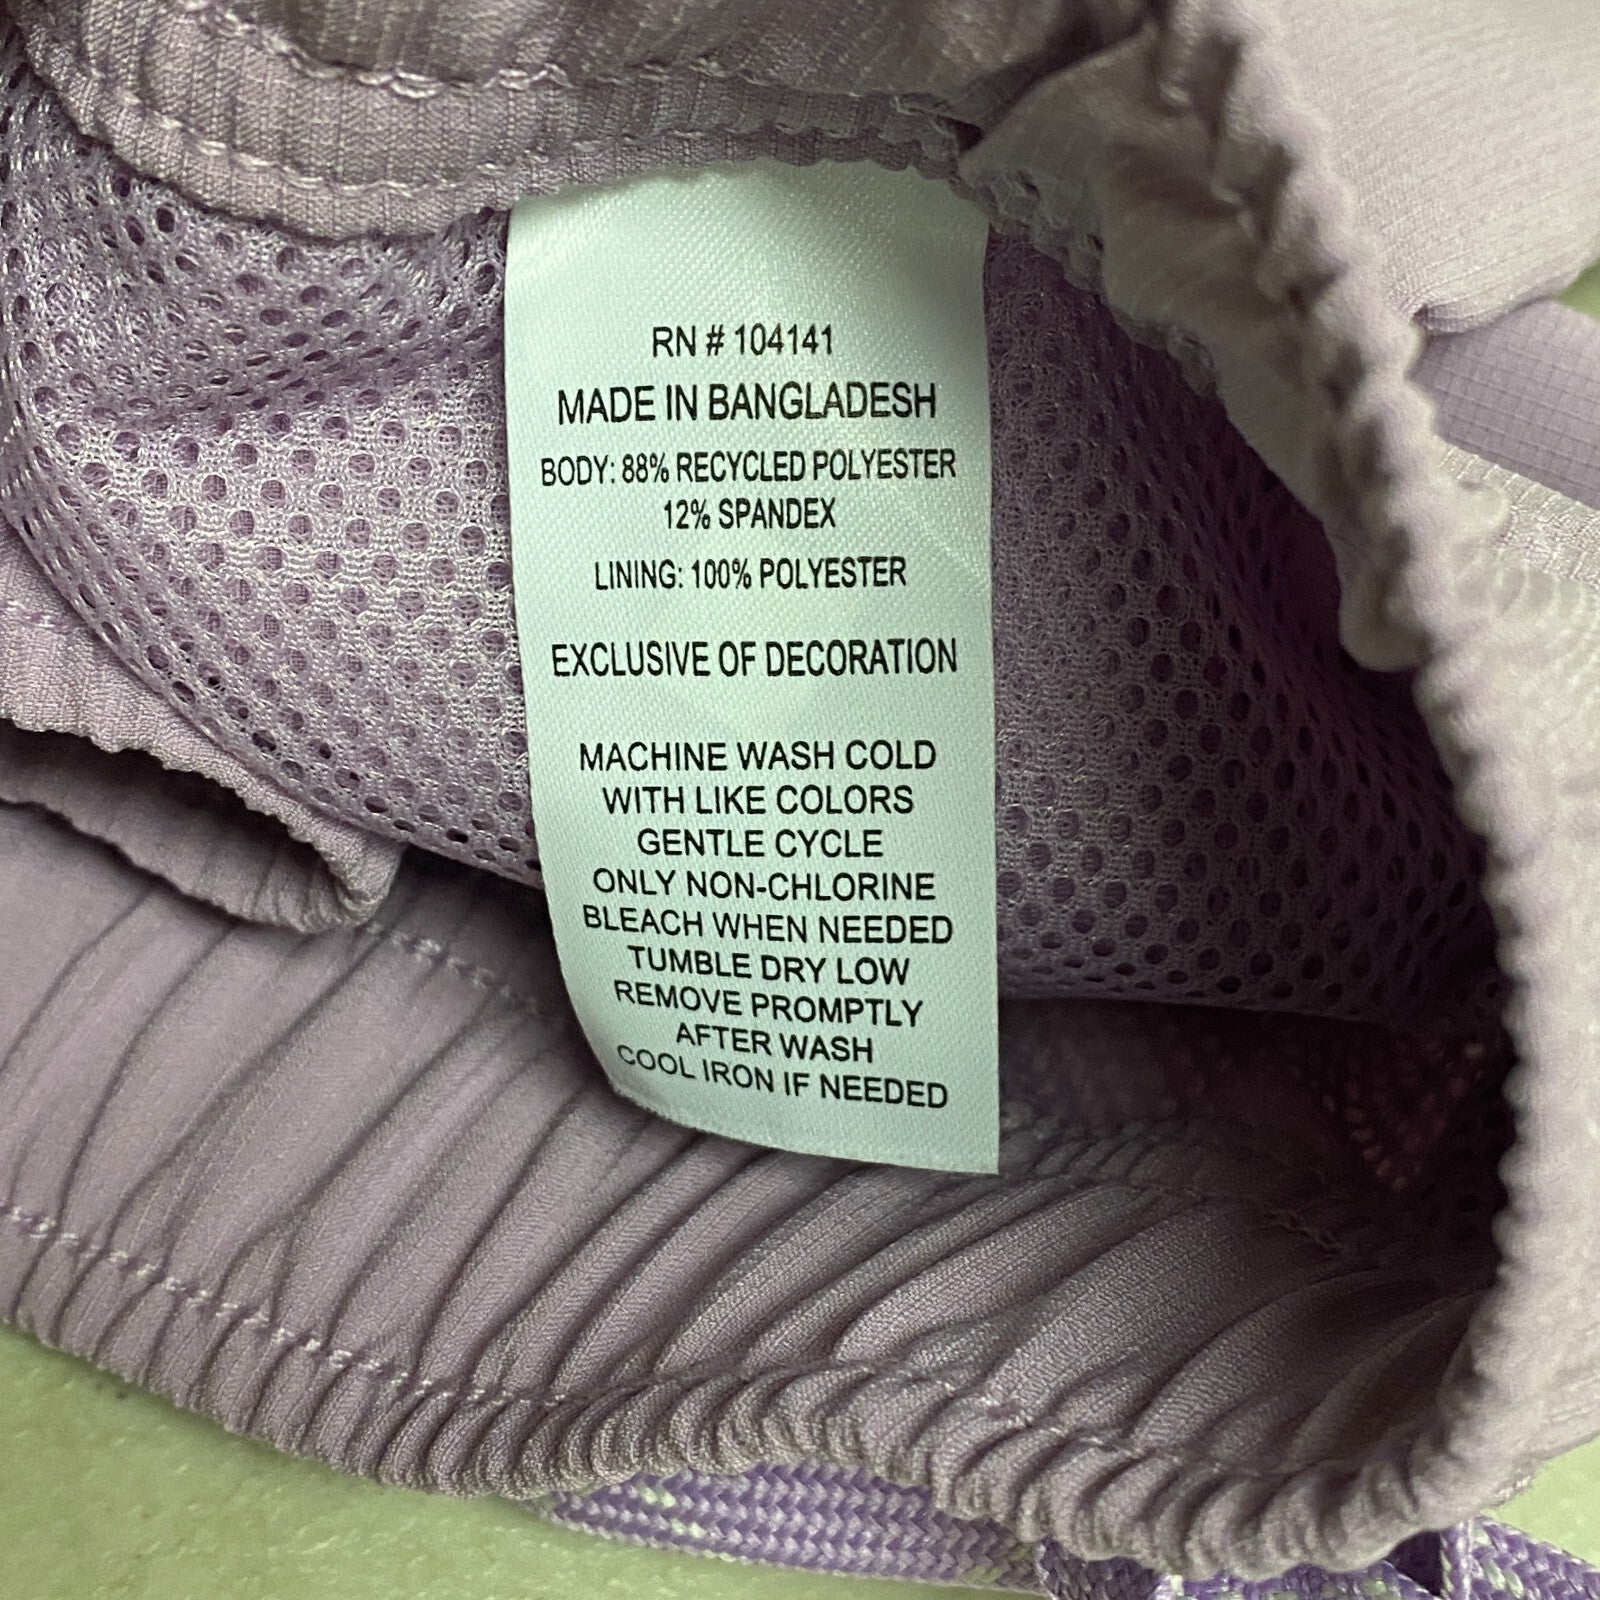 RN # 104141
MADE IN BANGLADESH
BODY: 88% RECYCLED POLYESTER
12% SPANDEX
LINING: 100% POLYESTER
EXCLUSIVE OF DECORATION
MACHINE WASH COLD
WITH LIKE COLORS
GENTLE CYCLE
ONLY NON-CHLORINE
BLEACH WHEN NEEDED
TUMBLE DRY LOW
REMOVE PROMPTLY
AFTER WASH
COOL IRON IF NEEDED